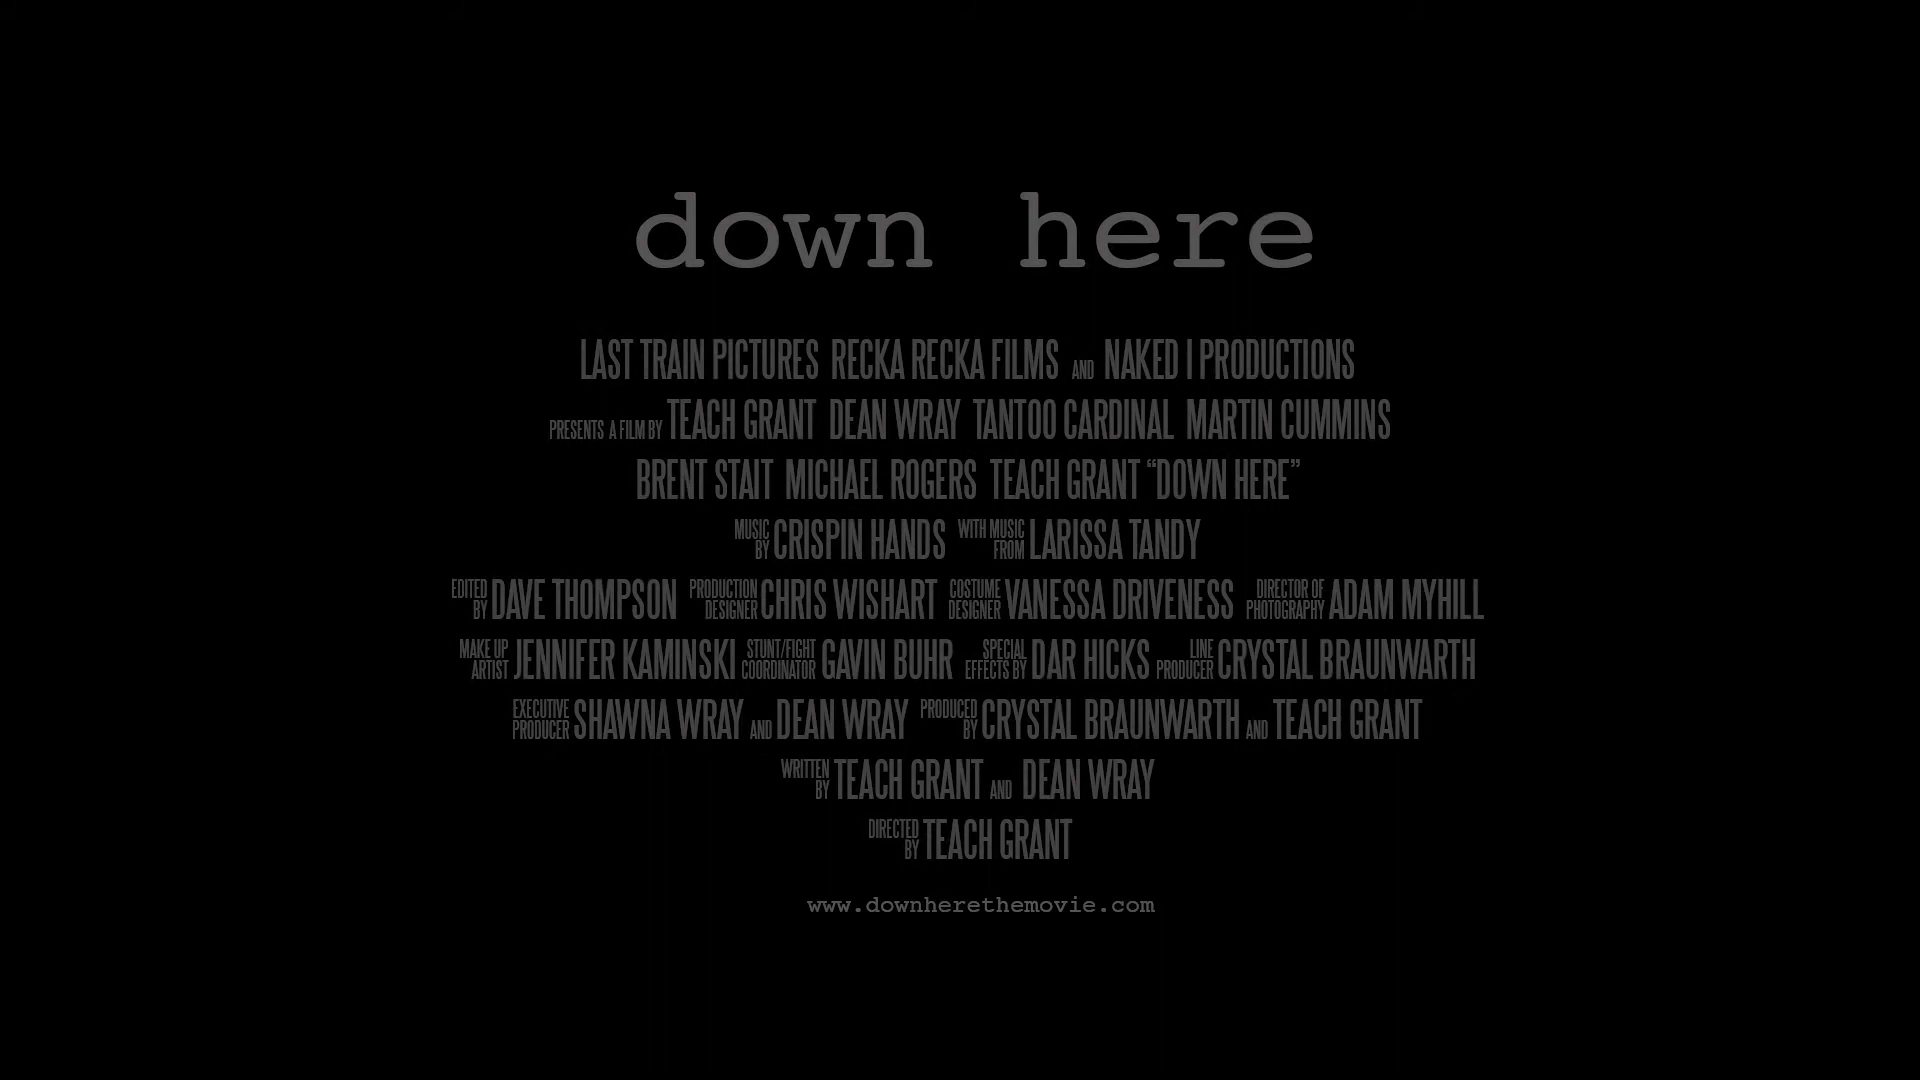 down here
LAST TRAIN PICTURES RECKA RECKA FILMS AND NAKED I PRODUCTIONS
PRESENTS A FILM BY TEACH GRANT DEAN WRAY TANTOO CARDINAL MARTIN CUMMINS
BRENT STAIT MICHAEL ROGERS TEACH GRANT “DOWN HERE”
MUSIC BY CRISPIN HANDS WITH MUSIC FROM LARISSA TANDY
EDITED BY DAVE THOMPSON PRODUCTION DESIGNER CHRIS WISHART COSTUME DESIGNER VANESSA DRIVENESS DIRECTOR OF PHOTOGRAPHY ADAM MYHILL
MAKE UP ARTIST JENNIFER KAMINSKI STUNT/FIGHT COORDINATOR GAVIN BUHR SPECIAL EFFECTS BY DAR HICKS LINE PRODUCER CRYSTAL BRAUNWARTH
EXECUTIVE PRODUCER SHAWNA WRAY AND DEAN WRAY PRODUCED BY CRYSTAL BRAUNWARTH AND TEACH GRANT
WRITTEN BY TEACH GRANT AND DEAN WRAY
DIRECTED BY TEACH GRANT
www.downherethemovie.com